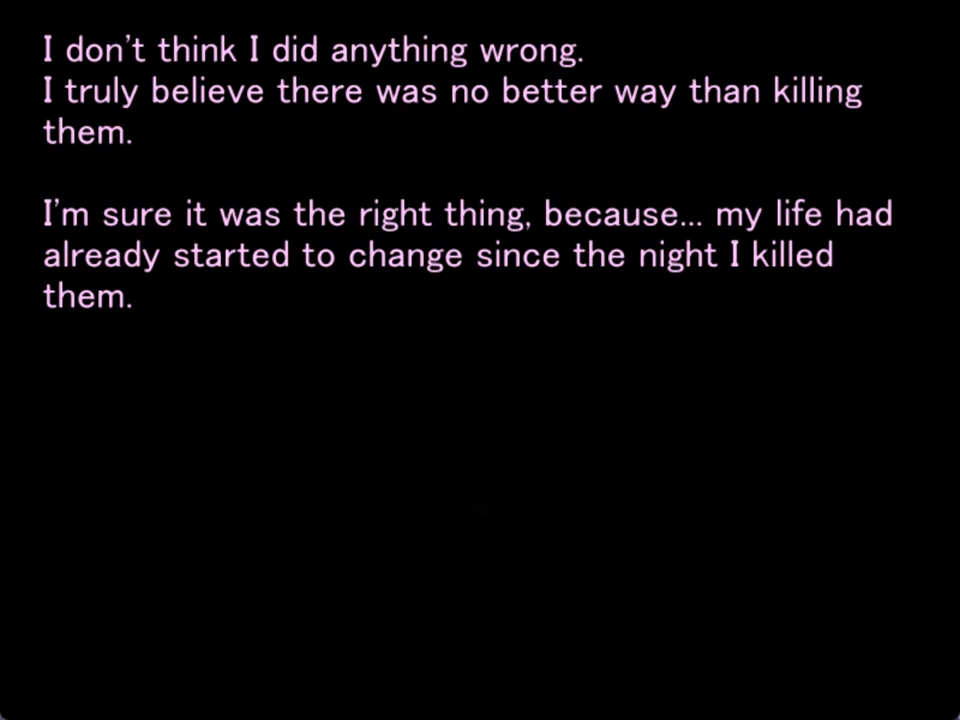 I don't think I did anything wrong.
I truly believe there was no better way than killing
them.
I'm sure it was the right thing, because... my life had
already started to change since the night I killed
them.